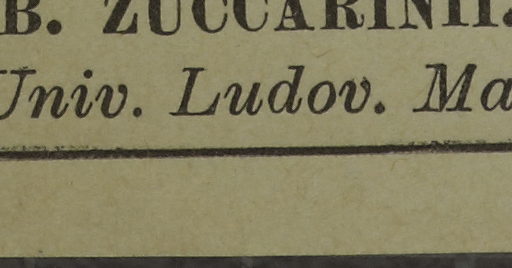 B. ZUCCARINII.
Univ. Ludov. Ma